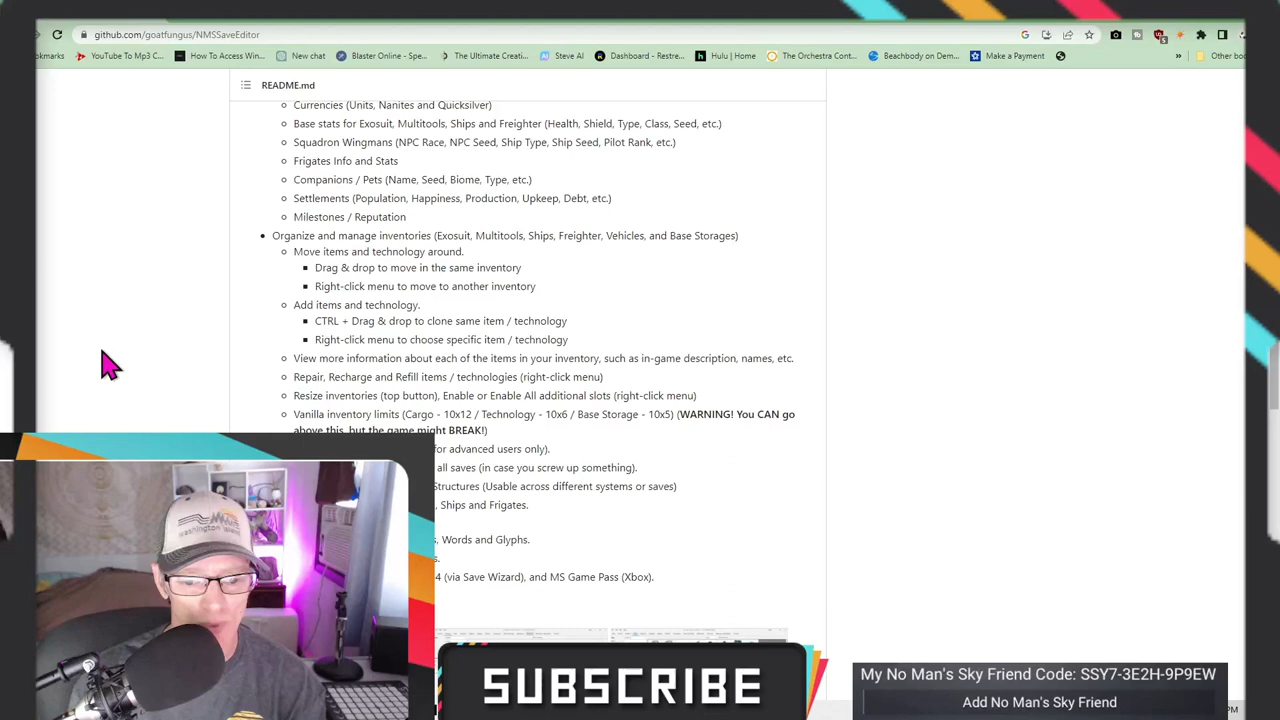 github.com/goatfungus/NMSSaveEditor
kmarks YouTube To Mp3 C... How To Access Win... New chat Blaster Online - Spe... The Ultimate Creati... Steve AI Dashboard - Restre... Hulu | Home The Orchestra Cont... Beachbody on Dem... Make a Payment » Other boo
README.md
Currencies (Units, Nanites and Quicksilver)
Base stats for Exosuit, Multitools, Ships and Freighter (Health, Shield, Type, Class, Seed, etc.)
Squadron Wingmans (NPC Race, NPC Seed, Ship Type, Ship Seed, Pilot Rank, etc.)
Frigates Info and Stats
Companions / Pets (Name, Seed, Biome, Type, etc.)
Settlements (Population, Happiness, Production, Upkeep, Debt, etc.)
Milestones / Reputation
Organize and manage inventories (Exosuit, Multitools, Ships, Freighter, Vehicles, and Base Storages)
Move items and technology around.
Drag & drop to move in the same inventory
Right-click menu to move to another inventory
Add items and technology.
CTRL + Drag & drop to clone same item / technology
Right-click menu to choose specific item / technology
View more information about each of the items in your inventory, such as in-game description, names, etc.
Repair, Recharge and Refill items / technologies (right-click menu)
Resize inventories (top button), Enable or Enable All additional slots (right-click menu)
Vanilla inventory limits (Cargo - 10x12 / Technology - 10x6 / Base Storage - 10x5) (WARNING! You CAN go
above this, but the game might BREAK!)
for advanced users only).
all saves (in case you screw up something).
Structures (Usable across different systems or saves)
, Ships and Frigates.
, Words and Glyphs.
4 (via Save Wizard), and MS Game Pass (Xbox).
SUBSCRIBE
My No Man's Sky Friend Code: SSY7-3E2H-9P9EW
Add No Man's Sky Friend
PM